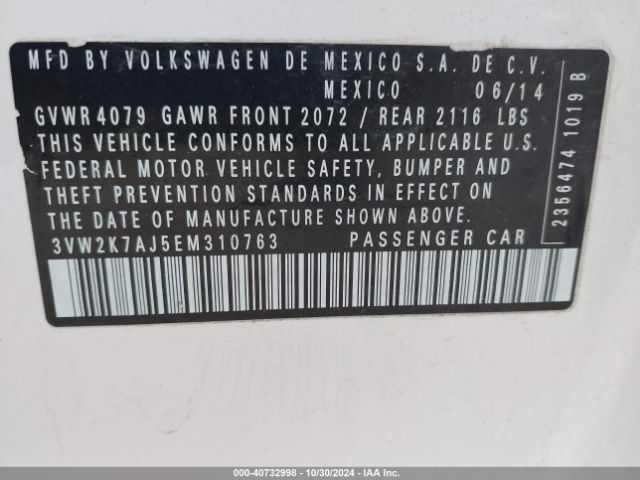 MFD BY VOLKSWAGEN DE MEXICO S.A. DE C.V.
MEXICO 06/14
GVWR 4079 GAWR FRONT 2072 / REAR 2116 LBS
THIS VEHICLE CONFORMS TO ALL APPLICABLE U.S.
FEDERAL MOTOR VEHICLE SAFETY, BUMPER AND
THEFT PREVENTION STANDARDS IN EFFECT ON
THE DATE OF MANUFACTURE SHOWN ABOVE.
3VW2K7AJ5EM310763 PASSENGER CAR
2356474 1019 B
000-40732998 - 10/30/2024 - IAAI.COM